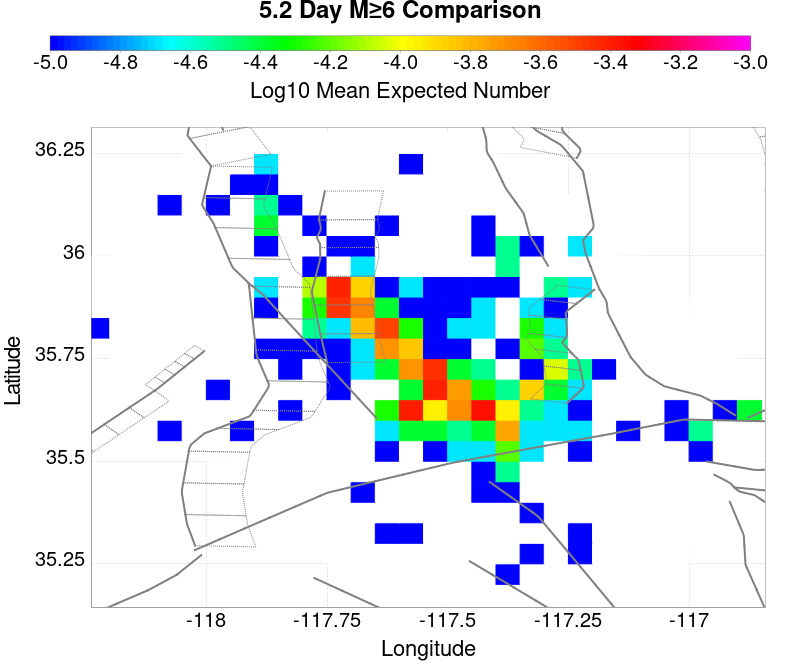 5.2 Day M≥6 Comparison
-5.0 -4.8 -4.6 -4.4 -4.2 -4.0 -3.8 -3.6 -3.4 -3.2 -3.0
Log10 Mean Expected Number
36.25
36
35.75
35.5
35.25
Latitude
-118 -117.75 -117.5 -117.25 -117
Longitude